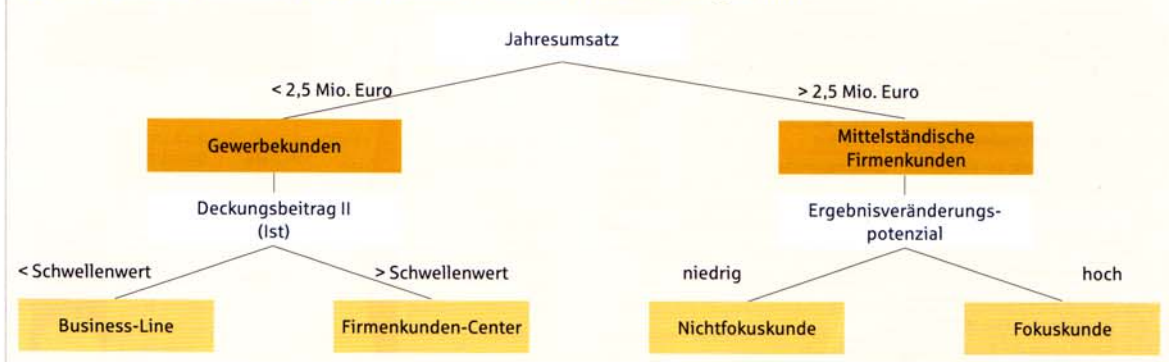 Jahresumsatz
< 2,5 Mio. Euro
> 2,5 Mio. Euro
Gewerbekunden
Mittelständische
Firmenkunden
Deckungsbeitrag II
(Ist)
Ergebnisveränderungs-
potenzial
< Schwellenwert
> Schwellenwert
niedrig
hoch
Business-Line
Firmenkunden-Center
Nichtfokuskunde
Fokuskunde